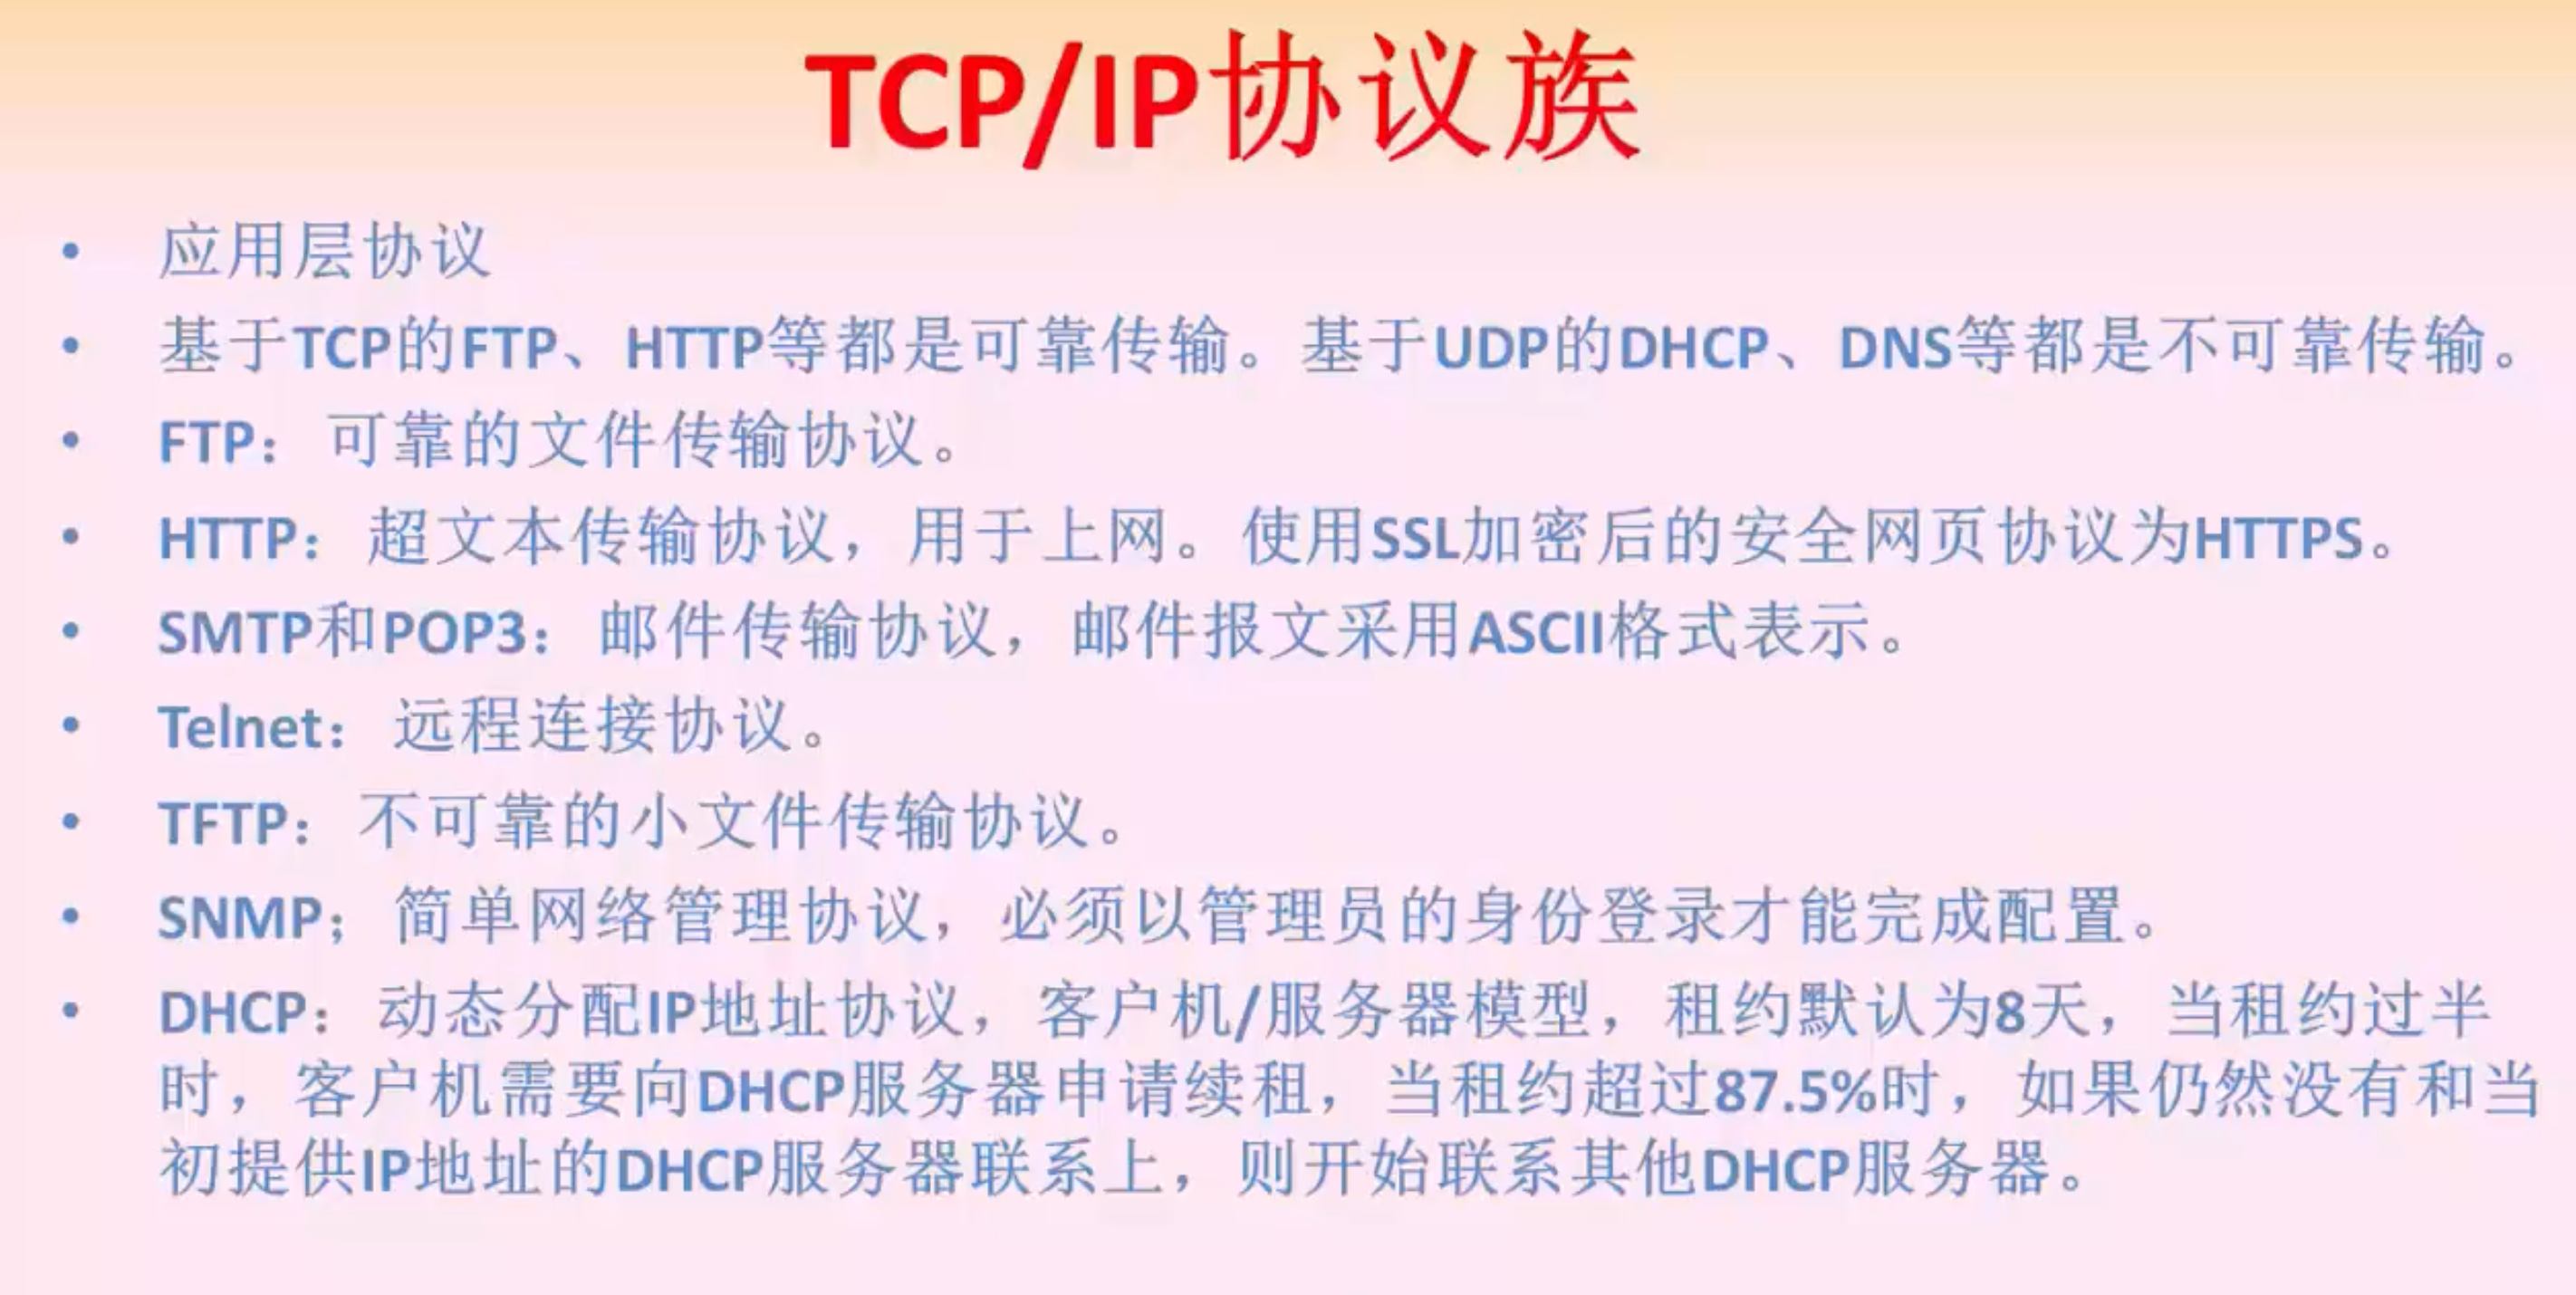 TCP/IP协议族
• 应用层协议
• 基于TCP的FTP、HTTP等都是可靠传输。基于UDP的DHCP、DNS等都是不可靠传输。
• FTP：可靠的文件传输协议。
• HTTP：超文本传输协议，用于上网。使用SSL加密后的安全网页协议为HTTPS。
• SMTP和POP3：邮件传输协议，邮件报文采用ASCII格式表示。
• Telnet：远程连接协议。
• TFTP：不可靠的小文件传输协议。
• SNMP；简单网络管理协议，必须以管理员的身份登录才能完成配置。
• DHCP：动态分配IP地址协议，客户机/服务器模型，租约默认为8天，当租约过半
时，客户机需要向DHCP服务器申请续租，当租约超过87.5%时，如果仍然没有和当
初提供IP地址的DHCP服务器联系上，则开始联系其他DHCP服务器。